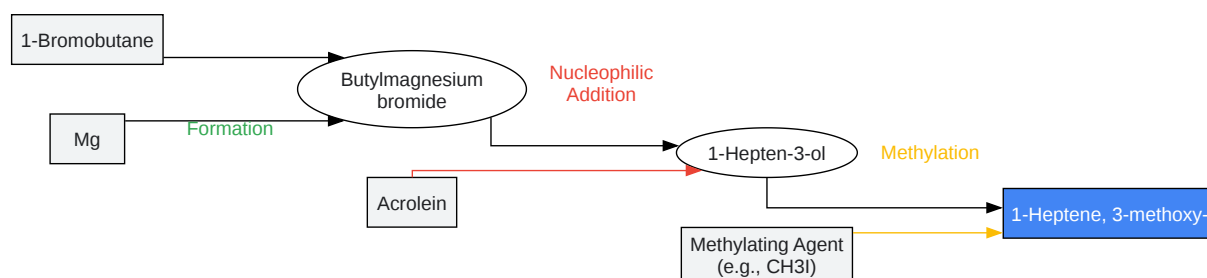 1-Bromobutane
Butylmagnesium
bromide
Nucleophilic
Addition
Mg
Formation
1-Hepten-3-ol
Methylation
Acrolein
1-Heptene, 3-methoxy-
Methylating Agent
(e.g., CH3I)